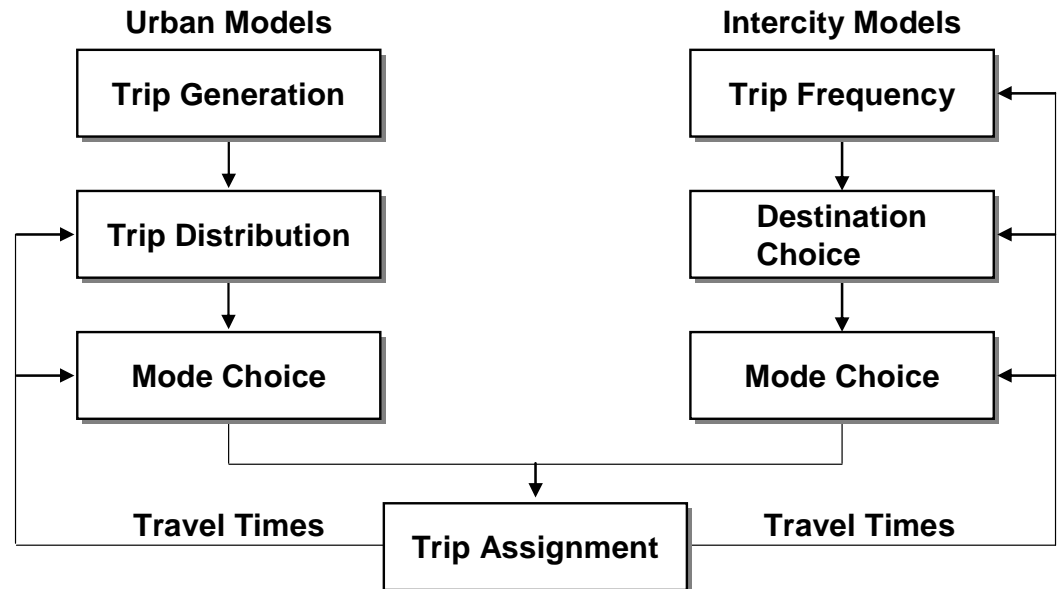 Urban Models
Intercity Models
Trip Generation
Trip Frequency
Trip Distribution
Destination
Choice
Mode Choice
Mode Choice
Travel Times
Travel Times
Trip Assignment